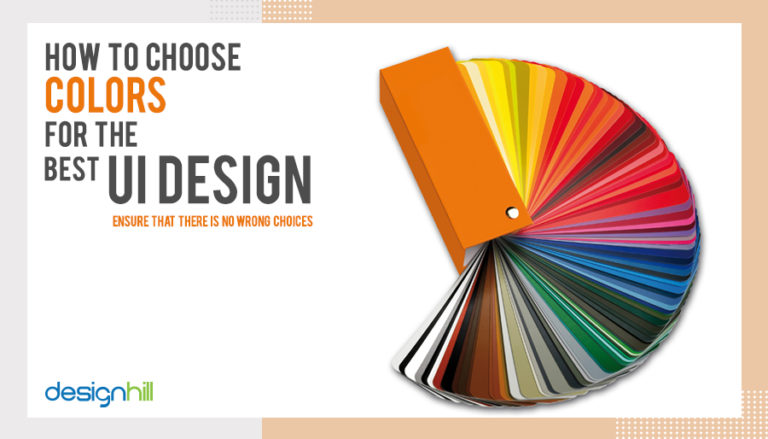 HOW TO CHOOSE
COLORS
FOR THE
BEST UI DESIGN
ENSURE THAT THERE IS NO WRONG CHOICES
designhill